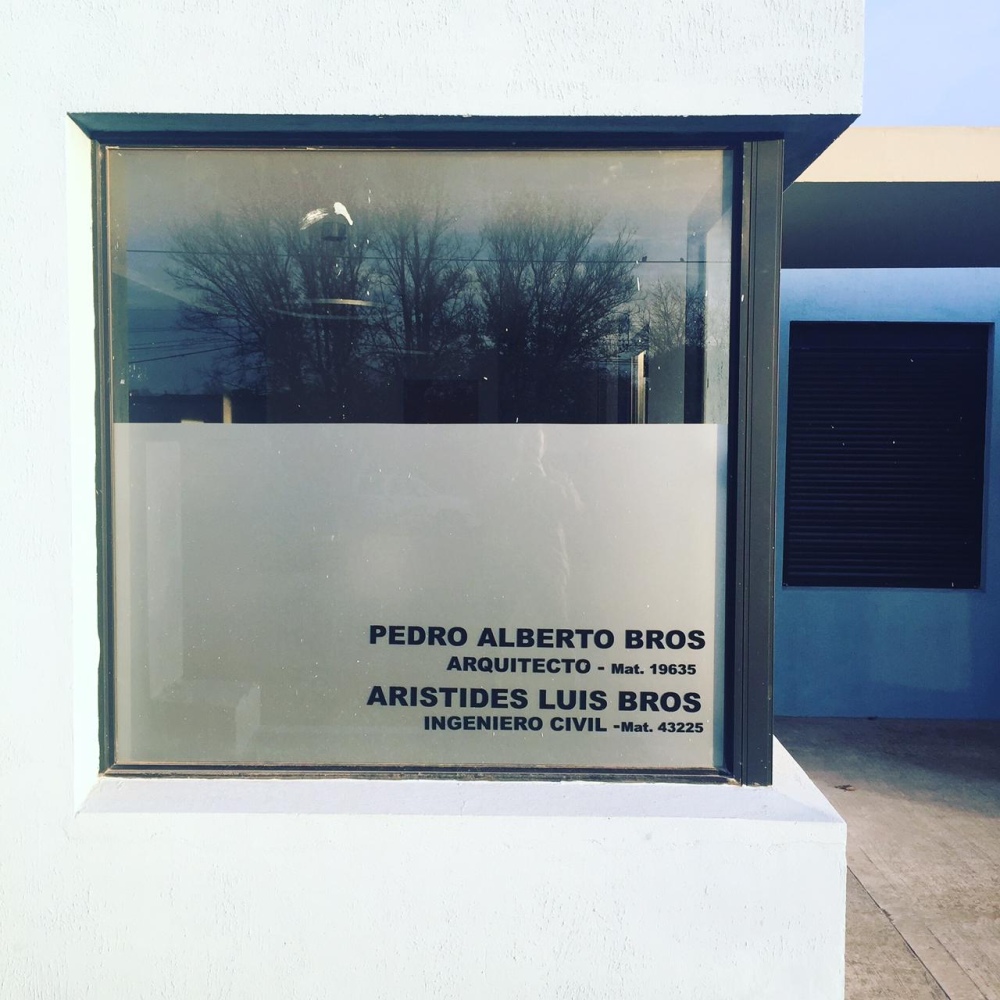 PEDRO ALBERTO BROS
ARQUITECTO - Mat. 19635
ARISTIDES LUIS BROS
INGENIERO CIVIL -Mat. 43225